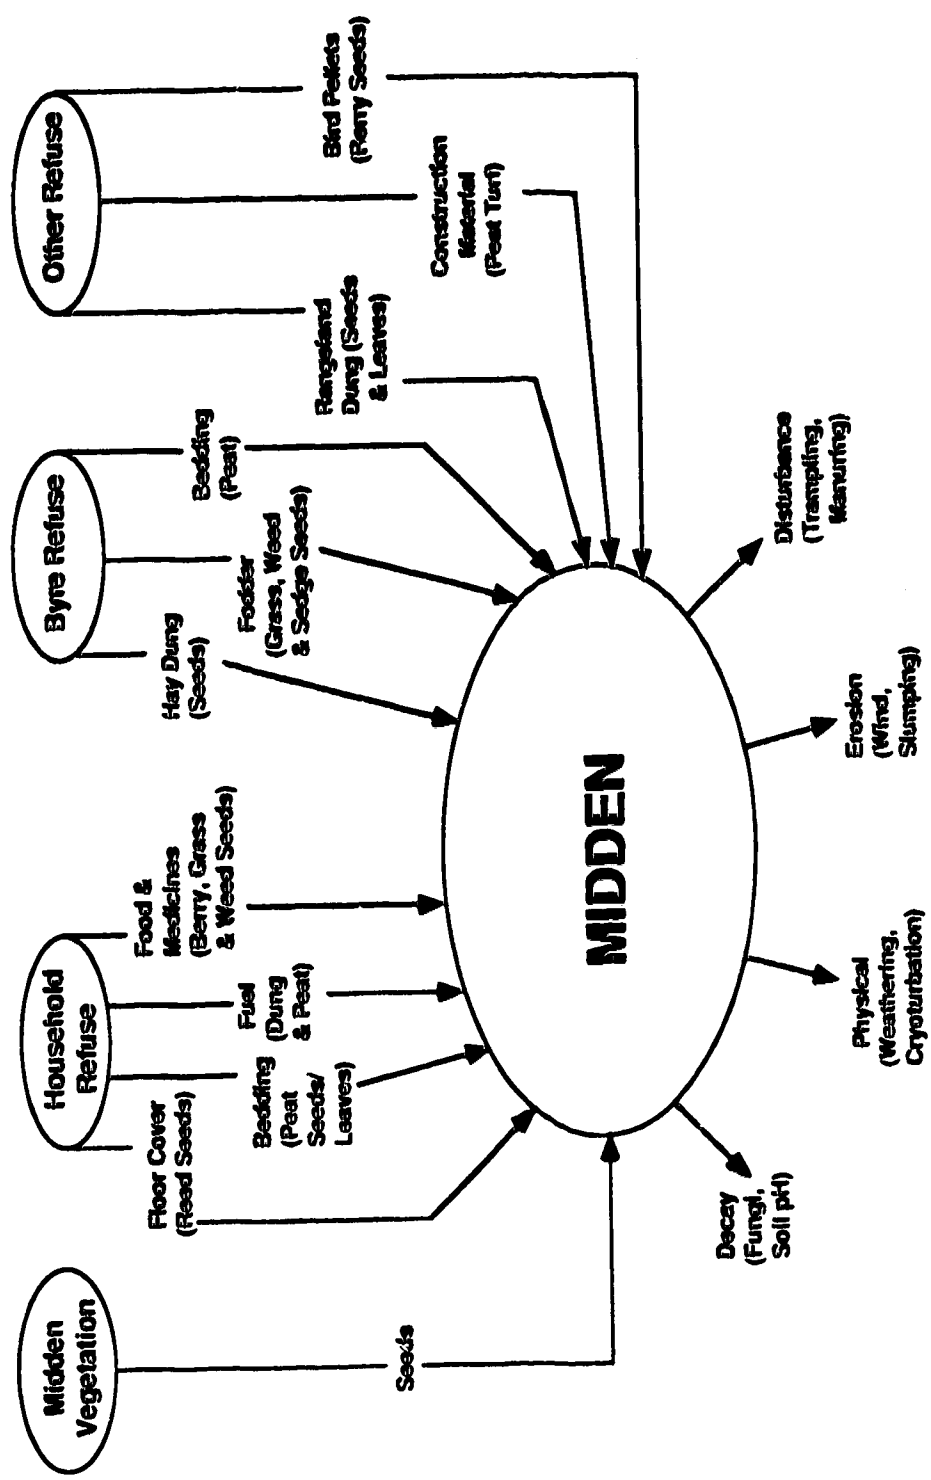 Midden
Vegetation
Household
Refuse
Byre Refuse
Other Refuse
Seeds
Floor Cover
(Reed Seeds)
Bedding
(Peat
Seeds/
Leaves)
Fuel
(Dung
& Peat)
Food &
Medicines
(Berry, Grass
& Weed Seeds)
Hay Dung
(Seeds)
Fodder
(Grass, Weed
& Sedge Seeds)
Bedding
(Peat)
Rangeland
Dung (Seeds
& Leaves)
Construction
Material
(Peat Turf)
Bird Pellets
(Berry Seeds)
MIDDEN
Decay
(Fungi,
Soil pH)
Physical
(Weathering,
Cryoturbation)
Erosion
(Wind,
Slumping)
Disturbance
(Trampling,
Manuring)